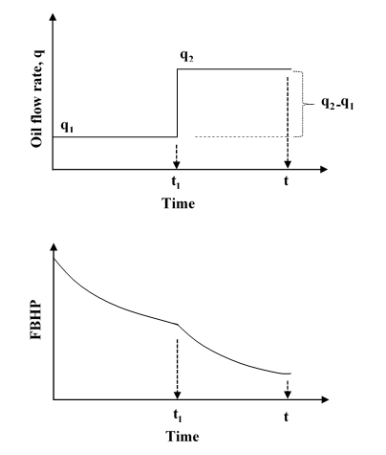 Oil flow rate, q
q₂
q₁
q₂-q₁
t₁
t
Time
FBHP
t₁
t
Time